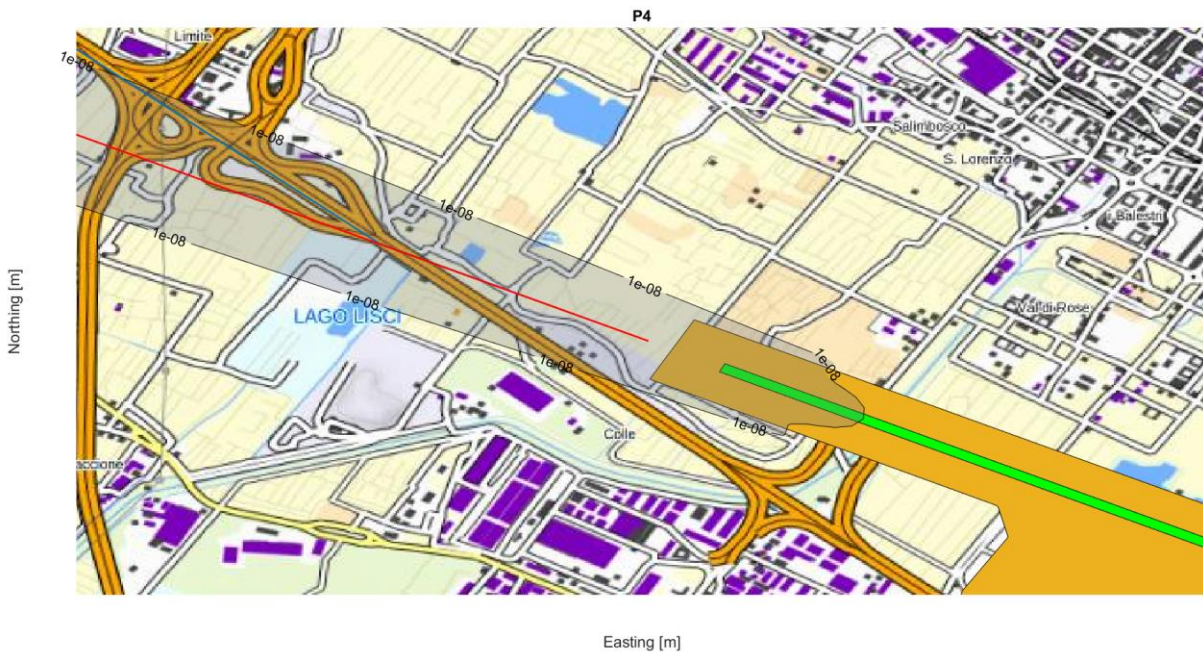 P4
Limite
1e-08
1e-08
Salimbosco
S. Lorenzo
1e-08
i Balestri
1e-08
1e-08
1e-08
LAGO LISCI
Val di Rose
1e-08
1e-08
1e-08
Colle
accione
Northing [m]
Easting [m]